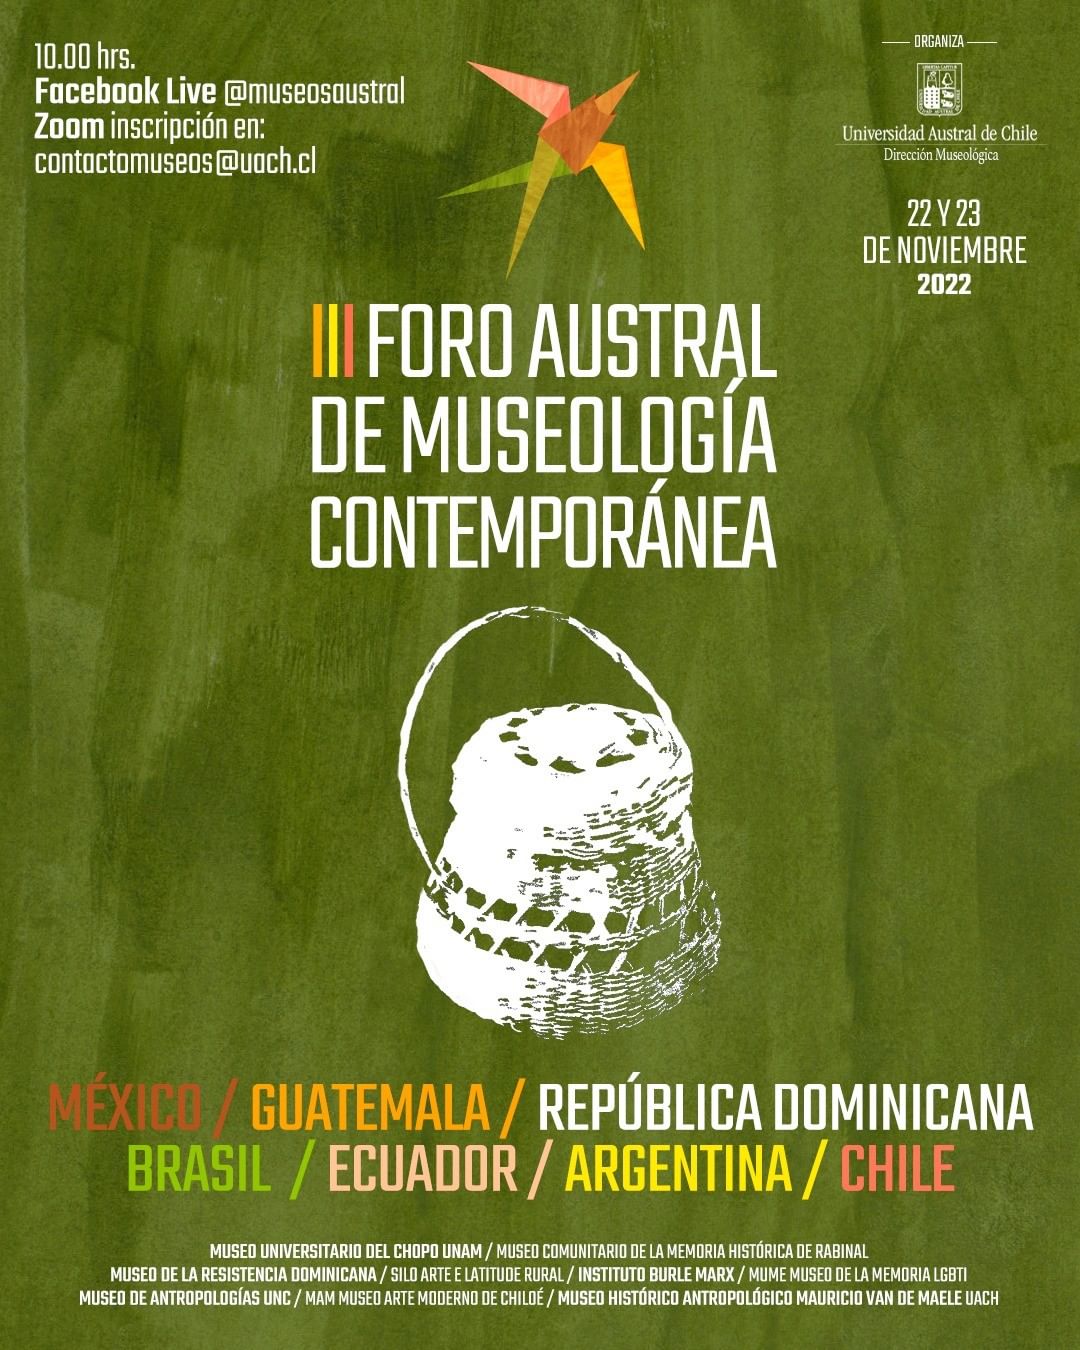 10.00 hrs.
Facebook Live @museosaustral
Zoom inscripción en:
contactomuseos@uach.cl
ORGANIZA
Universidad Austral de Chile
Dirección Museológica
22 Y 23
DE NOVIEMBRE
2022
III FORO AUSTRAL
DE MUSEOLOGÍA
CONTEMPORÁNEA
MÉXICO / GUATEMALA / REPÚBLICA DOMINICANA
BRASIL / ECUADOR / ARGENTINA / CHILE
MUSEO UNIVERSITARIO DEL CHOPO UNAM / MUSEO COMUNITARIO DE LA MEMORIA HISTÓRICA DE RABINAL
MUSEO DE LA RESISTENCIA DOMINICANA / SILO ARTE E LATITUDE RURAL / INSTITUTO BURLE MARX / MUME MUSEO DE LA MEMORIA LGBTI
MUSEO DE ANTROPOLOGÍAS UNC / MAM MUSEO ARTE MODERNO DE CHILOÉ / MUSEO HISTÓRICO ANTROPOLÓGICO MAURICIO VAN DE MAELE UACH